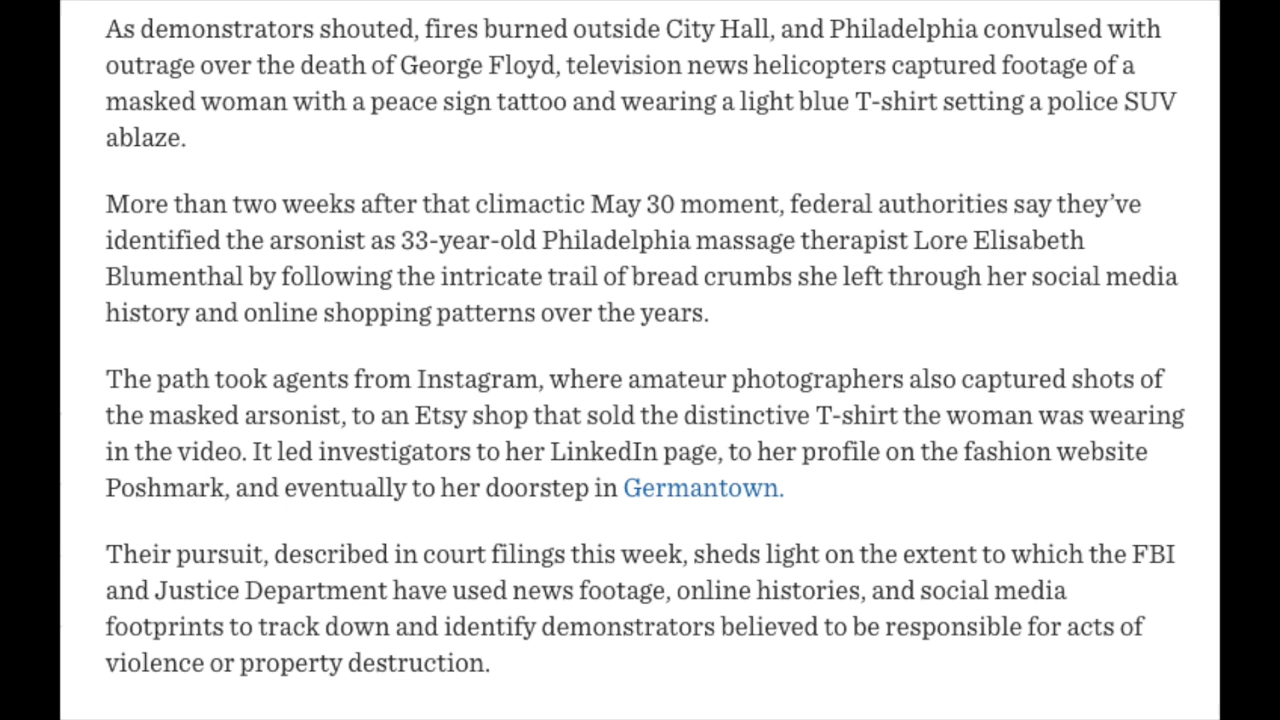 As demonstrators shouted, fires burned outside City Hall, and Philadelphia convulsed with
outrage over the death of George Floyd, television news helicopters captured footage of a
masked woman with a peace sign tattoo and wearing a light blue T-shirt setting a police SUV
ablaze.
More than two weeks after that climactic May 30 moment, federal authorities say they’ve
identified the arsonist as 33-year-old Philadelphia massage therapist Lore Elisabeth
Blumenthal by following the intricate trail of bread crumbs she left through her social media
history and online shopping patterns over the years.
The path took agents from Instagram, where amateur photographers also captured shots of
the masked arsonist, to an Etsy shop that sold the distinctive T-shirt the woman was wearing
in the video. It led investigators to her LinkedIn page, to her profile on the fashion website
Poshmark, and eventually to her doorstep in Germantown.
Their pursuit, described in court filings this week, sheds light on the extent to which the FBI
and Justice Department have used news footage, online histories, and social media
footprints to track down and identify demonstrators believed to be responsible for acts of
violence or property destruction.